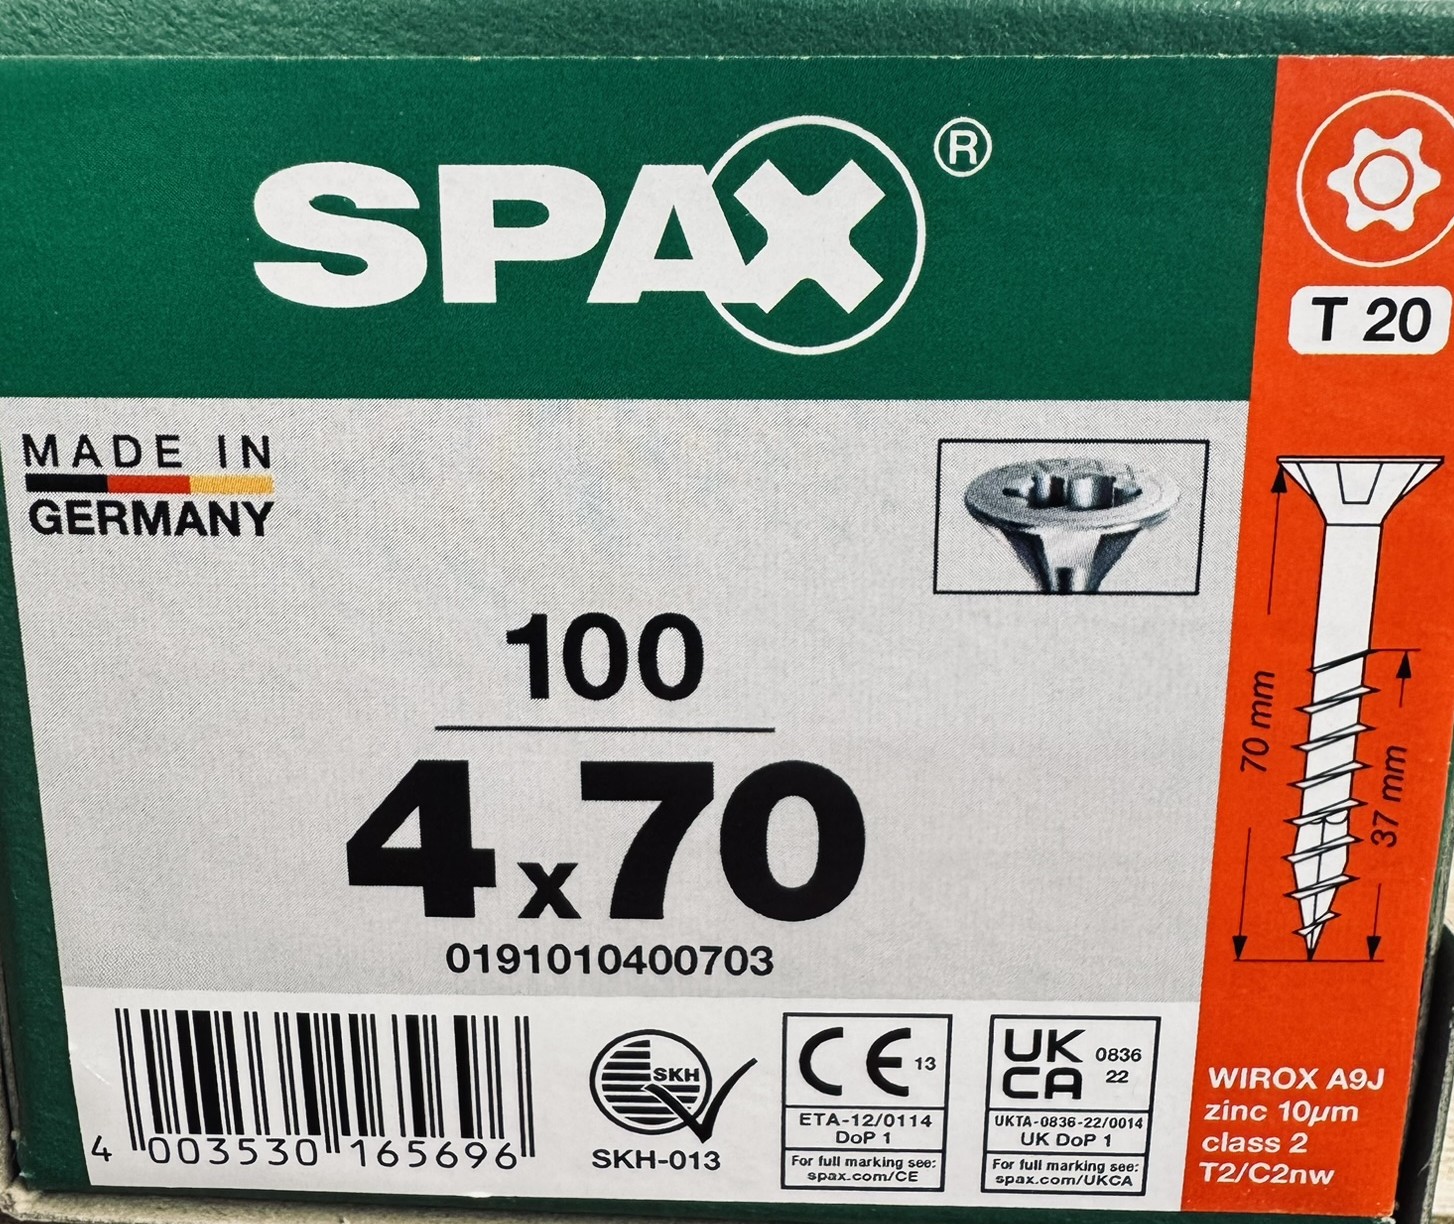 SPAX®
T 20
MADE IN
GERMANY
100
4x70
0191010400703
70 mm
37 mm
4 003530 165696
SKH
SKH-013
CE 13
ETA-12/0114
DoP 1
For full marking see:
spax.com/CE
UK
CA
0836
22
UKTA-0836-22/0014
UK DoP 1
For full marking see:
spax.com/UKCA
WIROX A9J
zinc 10µm
class 2
T2/C2nw